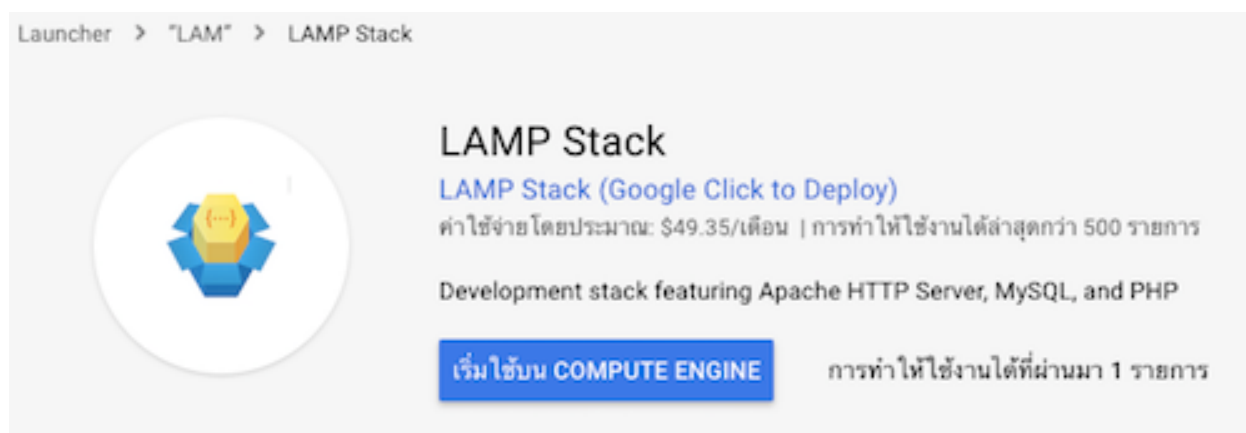 Launcher > "LAM" > LAMP Stack
LAMP Stack
LAMP Stack (Google Click to Deploy)
ค่าใช้จ่ายโดยประมาณ: $49.35/เดือน | การทำให้ใช้งานได้ล่าสุดกว่า 500 รายการ
Development stack featuring Apache HTTP Server, MySQL, and PHP
เริ่มใช้บน COMPUTE ENGINE
การทำให้ใช้งานได้ที่ผ่านมา 1 รายการ